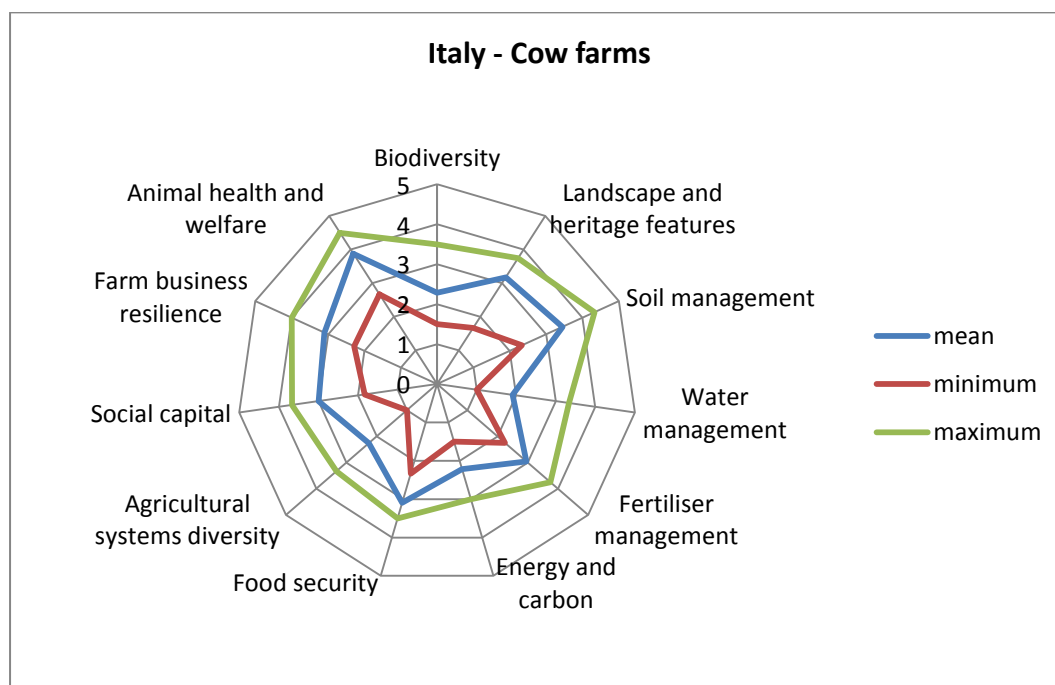 Italy - Cow farms
Biodiversity
Landscape and
heritage features
Soil management
Water
management
Fertiliser
management
Energy and
carbon
Food security
Agricultural
systems diversity
Social capital
Farm business
resilience
Animal health and
welfare
5
4
3
2
1
0
mean
minimum
maximum